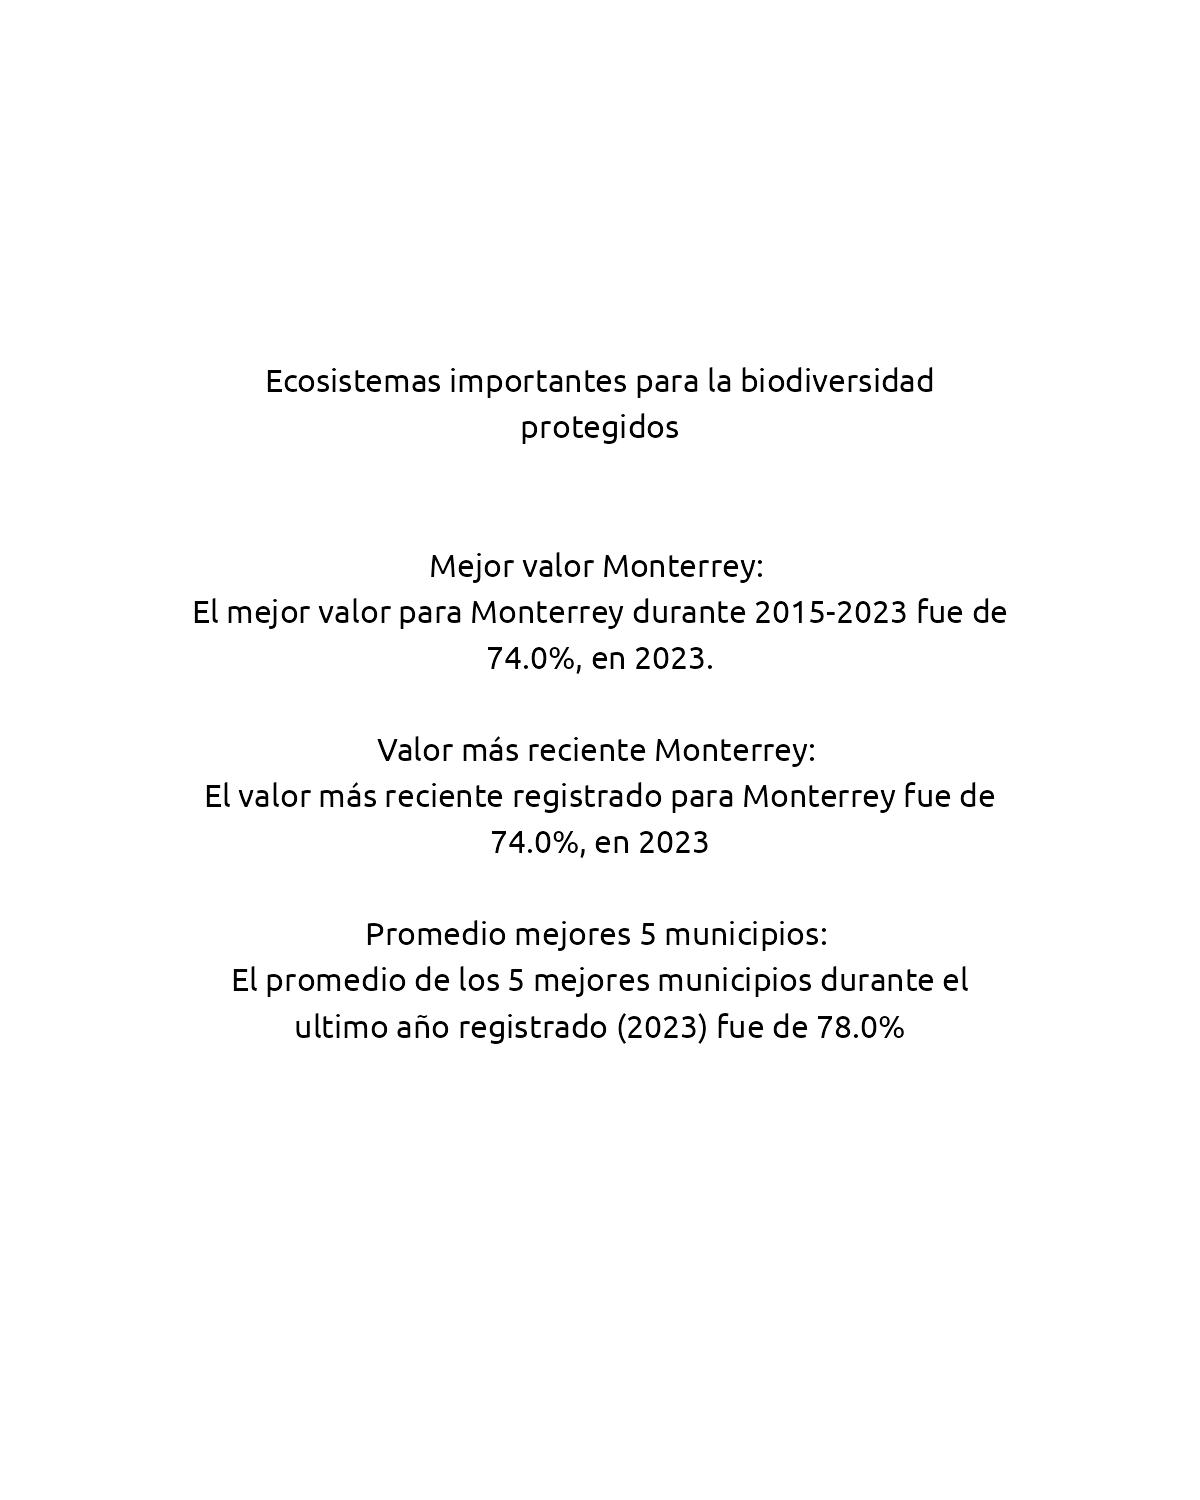 Ecosistemas importantes para la biodiversidad
protegidos
Mejor valor Monterrey:
El mejor valor para Monterrey durante 2015-2023 fue de
74.0%, en 2023.
Valor más reciente Monterrey:
El valor más reciente registrado para Monterrey fue de
74.0%, en 2023
Promedio mejores 5 municipios:
El promedio de los 5 mejores municipios durante el
ultimo año registrado (2023) fue de 78.0%